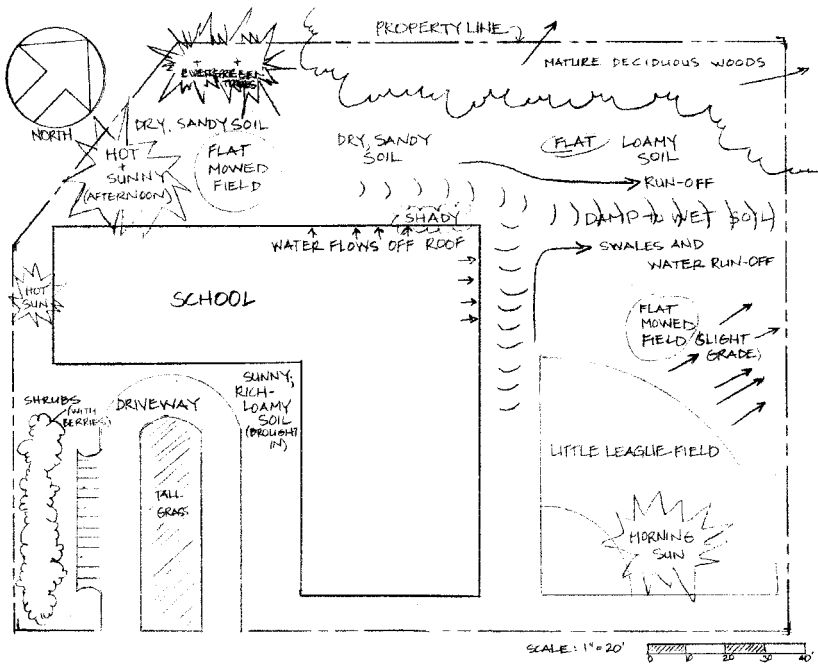 PROPERTY LINE
MATURE DECIDUOUS WOODS
EVERGREEN
TREES
NORTH
DRY, SANDY SOIL
HOT
+
SUNNY
(AFTERNOON)
FLAT
MOWED
FIELD
DRY, SANDY
SOIL
FLAT LOAMY
SOIL
RUN-OFF
SHADY
DAMP to WET SOIL
WATER FLOWS OFF ROOF
SWALES AND
WATER RUN-OFF
HOT
SUN
SCHOOL
FLAT
MOWED
FIELD (SLIGHT
GRADE)
SHRUBS
(WITH
BERRIES)
DRIVEWAY
SUNNY,
RICH-
LOAMY
SOIL
(BROUGHT
IN)
TALL
GRASS
LITTLE LEAGUE FIELD
MORNING
SUN
SCALE: 1"=20'
0 10 20 30 40'